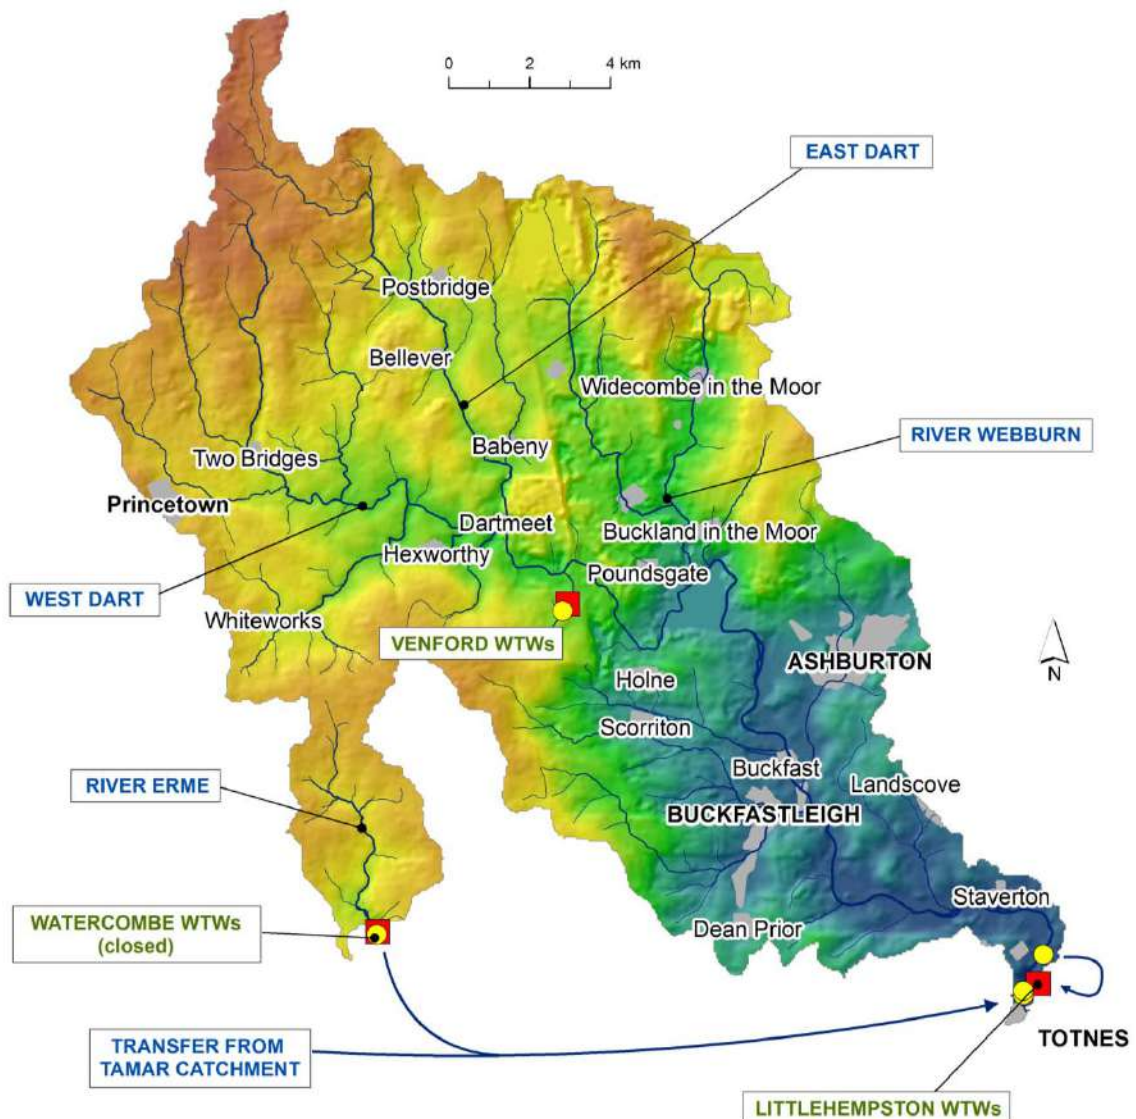 0 2 4 km
EAST DART
Postbridge
Bellever
Widecombe in the Moor
RIVER WEBBURN
Babeny
Two Bridges
Princetown
Dartmeet
Buckland in the Moor
Hexworthy
Poundsgate
WEST DART
Whiteworks
VENFORD WTWs
ASHBURTON
N
Holne
Scorriton
Buckfast
Landscove
RIVER ERME
BUCKFASTLEIGH
Staverton
WATERCOMBE WTWs
(closed)
Dean Prior
TRANSFER FROM
TAMAR CATCHMENT
TOTNES
LITTLEHEMPSTON WTWs